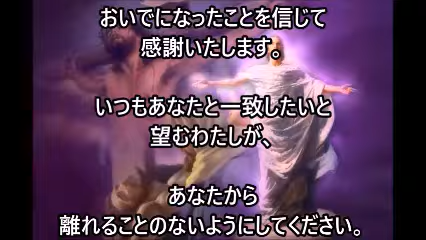 おいでになったことを信じて
感謝いたします。
いつもあなたと一致したいと
望むわたしが、
あなたから
離れることのないようにしてください。